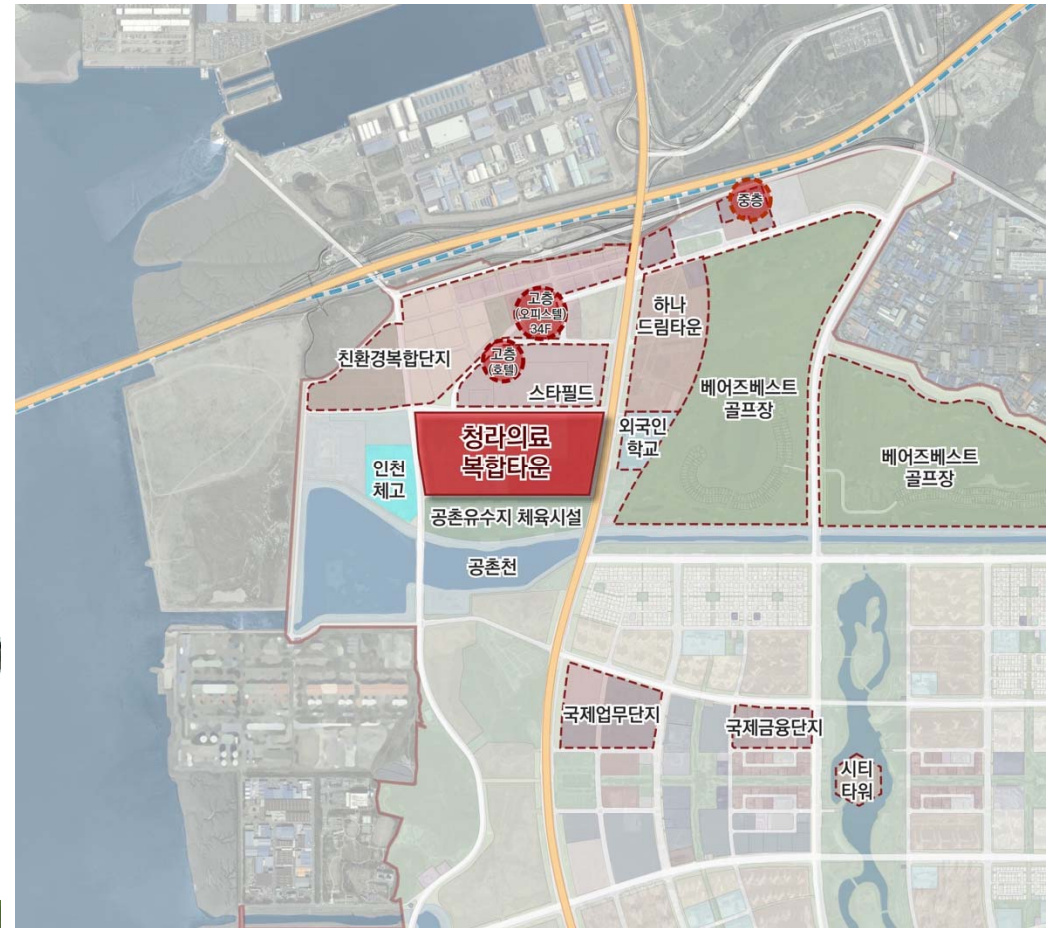 중층
고층
(오피스텔)
34F
하나
드림타운
고층
(호텔)
친환경복합단지
스타필드
베어즈베스트
골프장
외국인
학교
청라의료
복합타운
인천
체고
베어즈베스트
골프장
공촌유수지 체육시설
공촌천
국제업무단지
국제금융단지
시티
타워